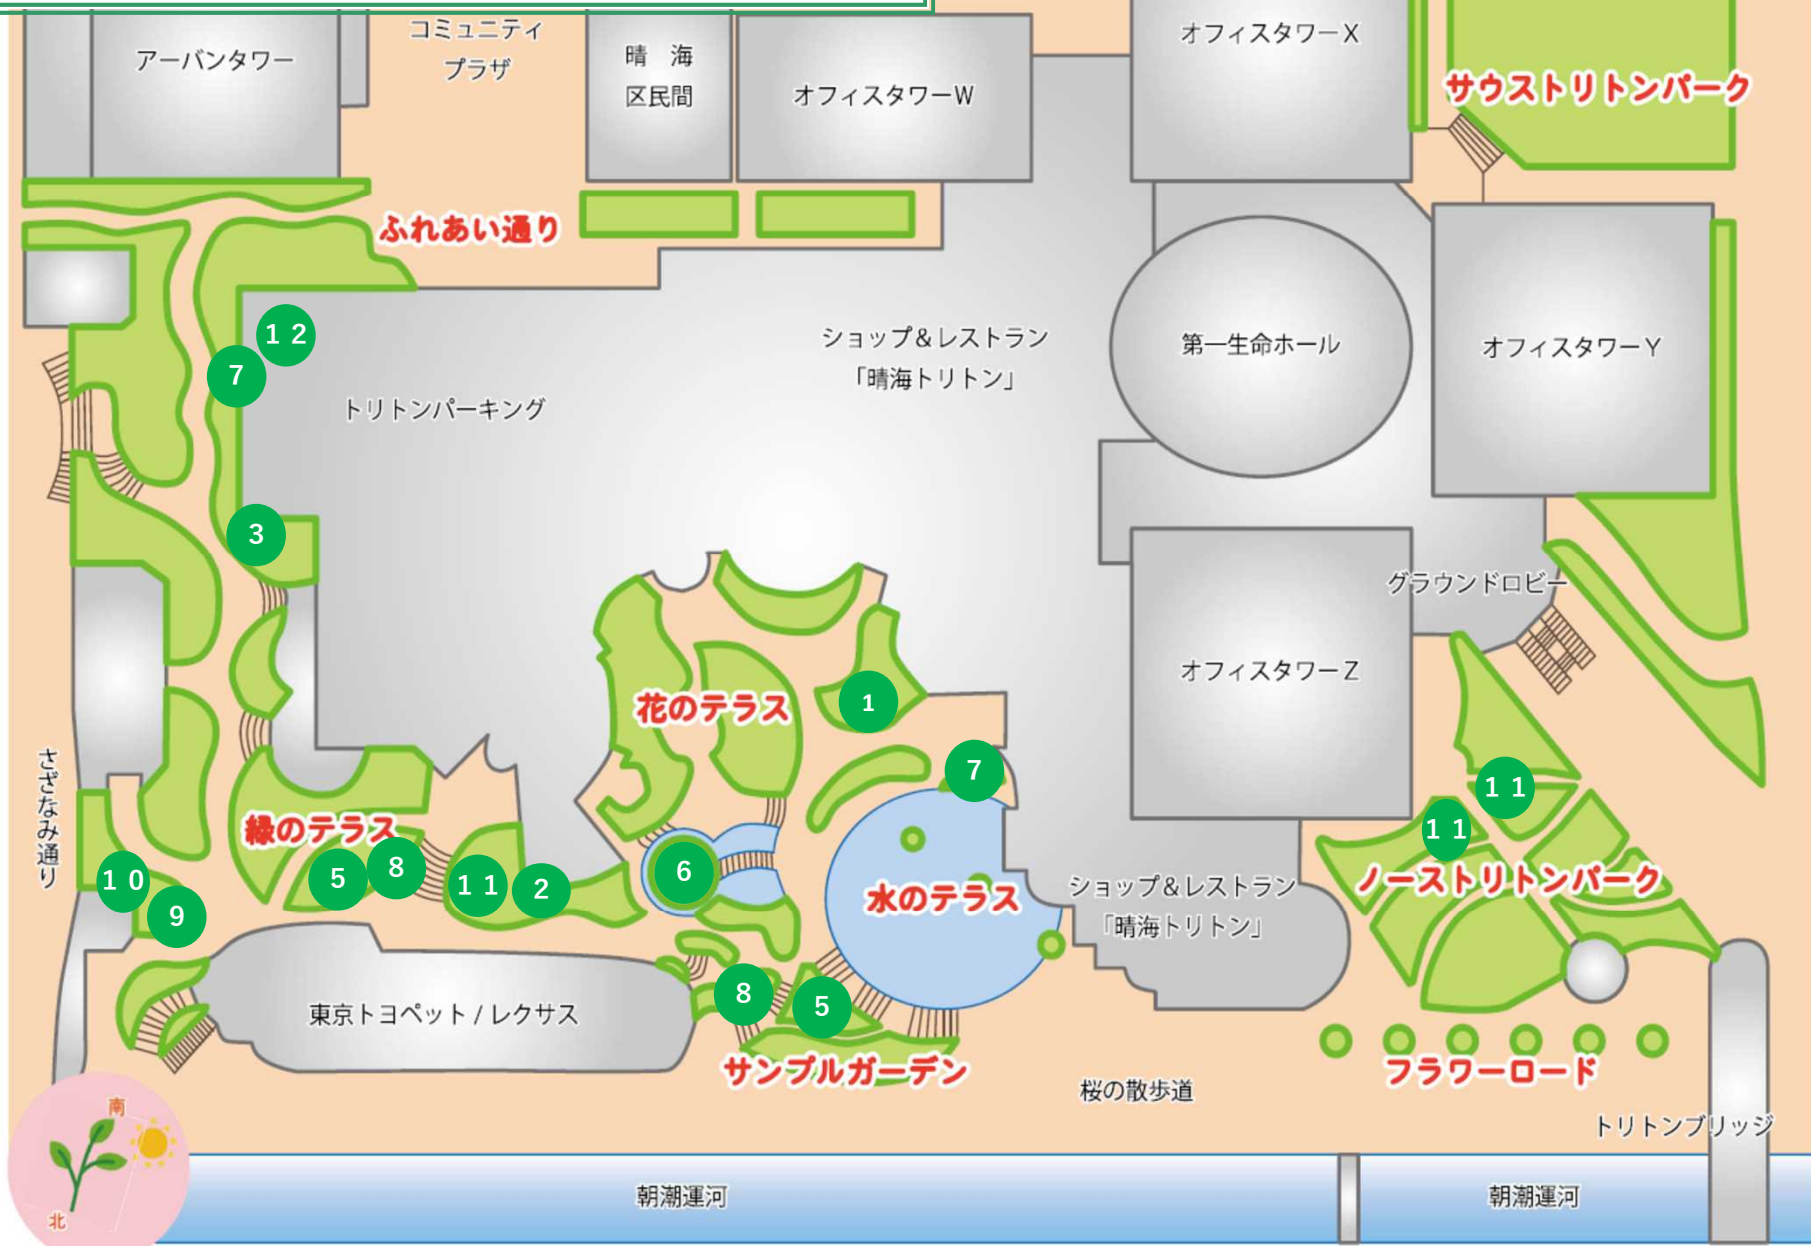 コミュニティ
プラザ
アーバンタワー
晴　海
区民間
オフィスタワーW
オフィスタワーX
サウストリトンパーク
ふれあい通り
12
7
トリトンパーキング
ショップ&レストラン
「晴海トリトン」
第一生命ホール
オフィスタワーY
3
グラウンドロビー
オフィスタワーZ
花のテラス
1
7
さざなみ通り
緑のテラス
5
8
11
2
6
10
9
水のテラス
ショップ&レストラン
「晴海トリトン」
11
11
ノーストリトンパーク
東京トヨペット / レクサス
8
5
サンプルガーデン
フラワーロード
桜の散歩道
トリトンブリッジ
南
北
朝潮運河
朝潮運河